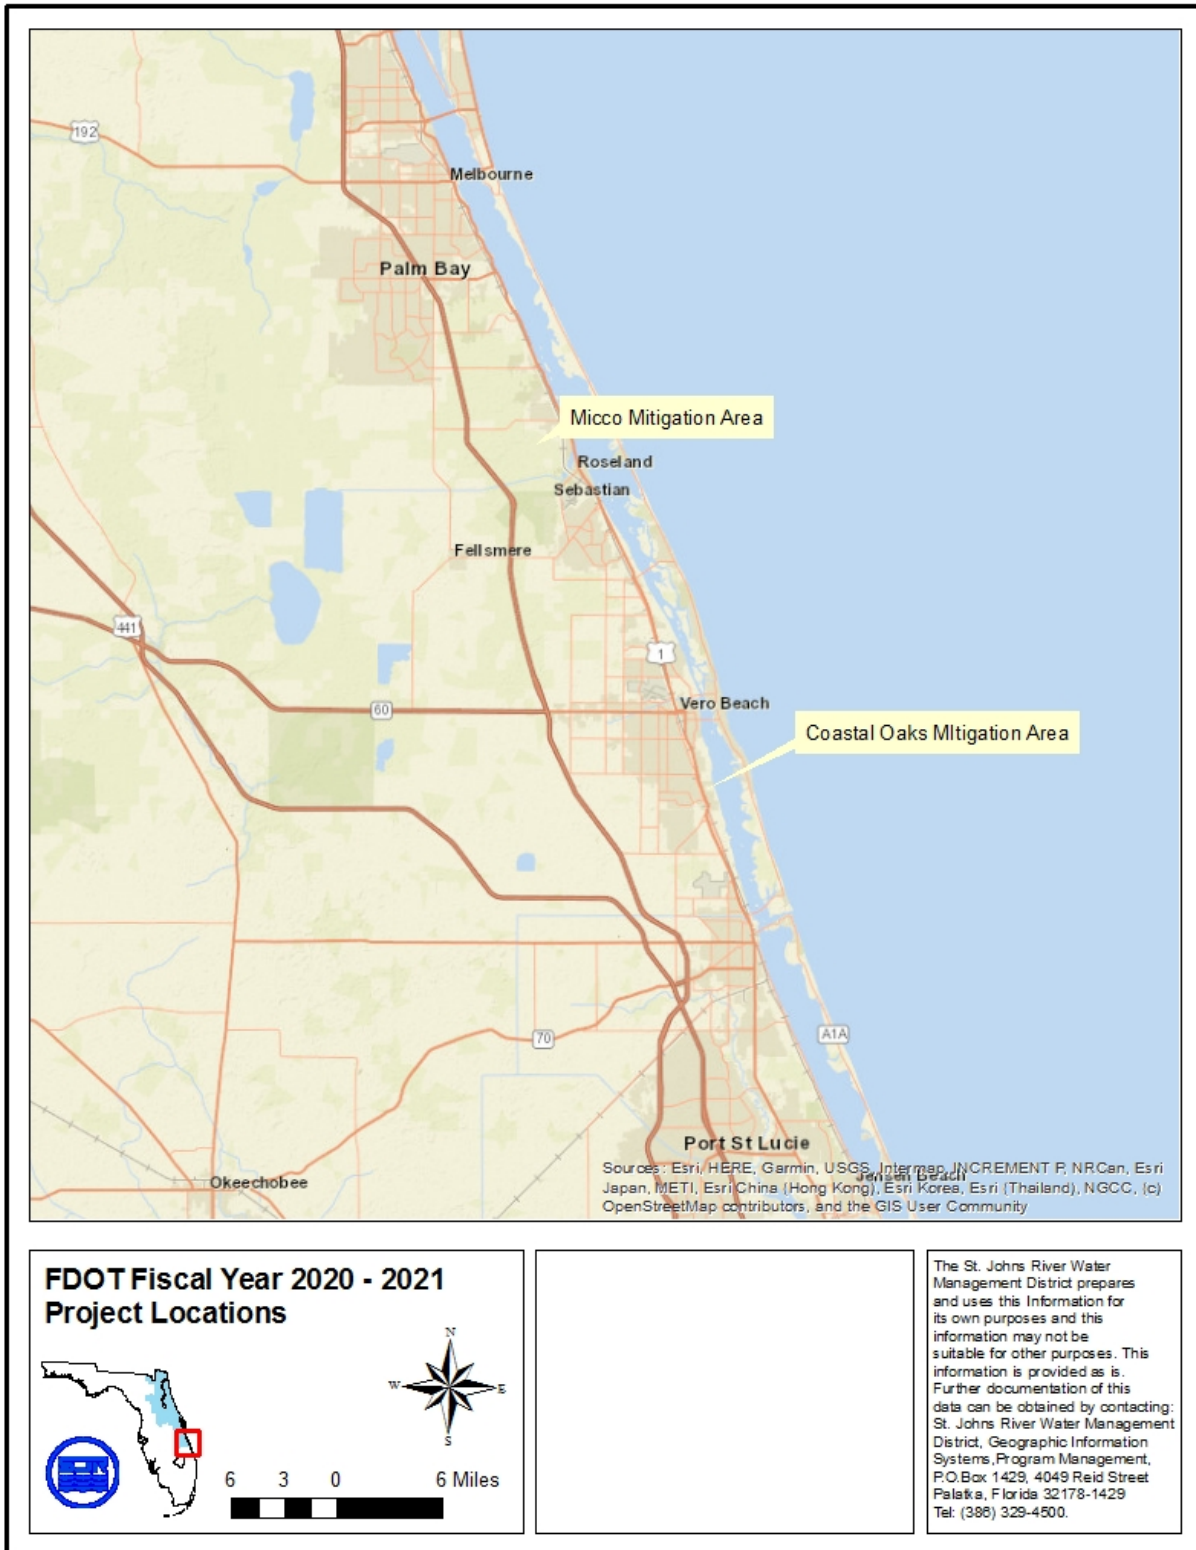 192
Melbourne
Palm Bay
Micco Mitigation Area
Roseland
Sebastian
Fellsmere
441
1
60
Vero Beach
Coastal Oaks MItigation Area
70
A1A
Port St Lucie
Okeechobee
Jensen Beach
Sources: Esri, HERE, Garmin, USGS, Intermap, INCREMENT P, NRCan, Esri
Japan, METI, Esri China (Hong Kong), Esri Korea, Esri (Thailand), NGCC, (c)
OpenStreetMap contributors, and the GIS User Community
FDOT Fiscal Year 2020 - 2021
Project Locations
N
W E
S
6 3 0 6 Miles
The St. Johns River Water
Management District prepares
and uses this Information for
its own purposes and this
information may not be
suitable for other purposes. This
information is provided as is.
Further documentation of this
data can be obtained by contacting:
St. Johns River Water Management
District, Geographic Information
Systems,Program Management,
P.O.Box 1429, 4049 Reid Street
Palatka, Florida 32178-1429
Tel: (386) 329-4500.